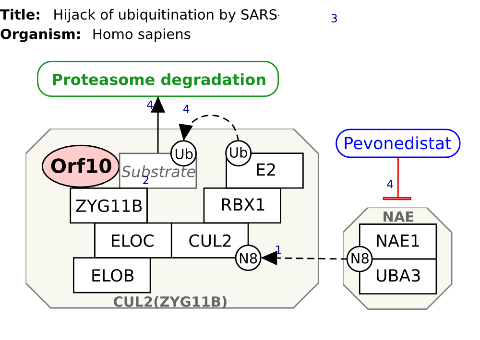 Title: Hijack of ubiquitination by SARS-
3
Organism: Homo sapiens
Proteasome degradation
4
4
Pevonedistat
Orf10
Substrate
2
Ub
Ub
E2
4
ZYG11B
RBX1
NAE
ELOC
CUL2
NAE1
1
N8
N8
ELOB
UBA3
CUL2(ZYG11B)